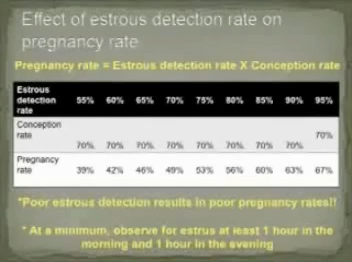 Effect of estrous detection rate on
pregnancy rate
Pregnancy rate = Estrous detection rate X Conception rate
Estrous detection rate 55% 60% 65% 70% 75% 80% 85% 90% 95%
Conception rate 70% 70% 70% 70% 70% 70% 70% 70% 70%
Pregnancy rate 39% 42% 46% 49% 53% 56% 60% 63% 67%
*Poor estrous detection results in poor pregnancy rates!!
* At a minimum, observe for estrus at least 1 hour in the
morning and 1 hour in the evening